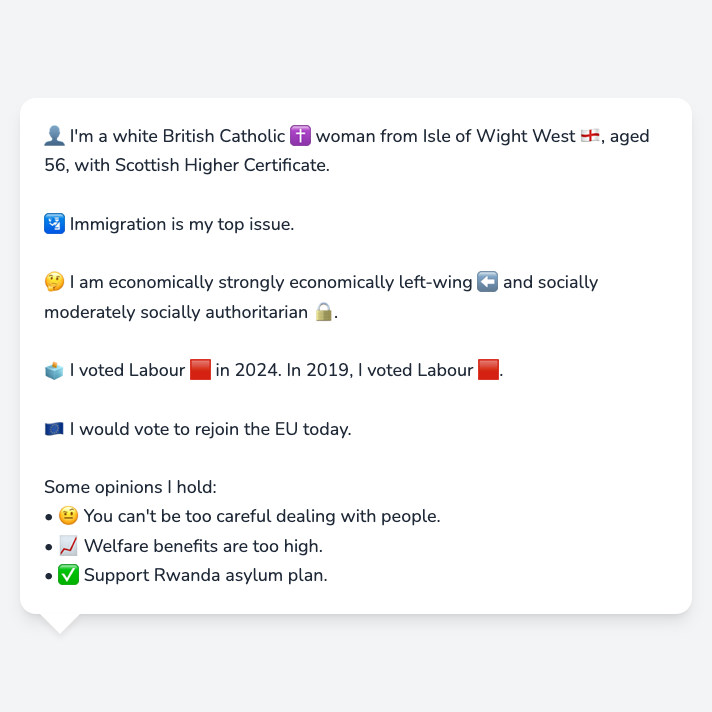 👤 I'm a white British Catholic ✝️ woman from Isle of Wight West 🏴󠁧󠁢󠁥󠁮󠁧󠁿, aged
56, with Scottish Higher Certificate.
🛂 Immigration is my top issue.
🤔 I am economically strongly economically left-wing ⬅️ and socially
moderately socially authoritarian 🔒.
🗳️ I voted Labour 🟥 in 2024. In 2019, I voted Labour 🟥.
🇪🇺 I would vote to rejoin the EU today.
Some opinions I hold:
• 🤨 You can't be too careful dealing with people.
• 📈 Welfare benefits are too high.
• ✅ Support Rwanda asylum plan.